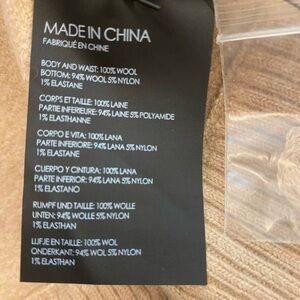 MADE IN CHINA
FABRIQUÉ EN CHINE
BODY AND WAIST: 100% WOOL
BOTTOM: 94% WOOL 5% NYLON
1% ELASTANE
CORPS ET TAILLE: 100% LAINE
PARTIE INFERIEURE: 94% LAINE 5% POLYAMIDE
1% ELASTHANNE
CORPO E VITA: 100% LANA
PARTE INFERIORE: 94% LANA 5% NYLON
1% ELASTAN
CUERPO Y CINTURA: 100% LANA
PARTE INFERIOR: 94% LANA 5% NYLON
1% ELASTANO
RUMPF UND TAILLE: 100% WOLLE
UNTEN: 94% WOLLE 5% NYLON
1% ELASTHAN
LIJFJE EN TAILLE: 100% WOL
ONDERKANT: 94% WOL 5% NYLON
1% ELASTHAN